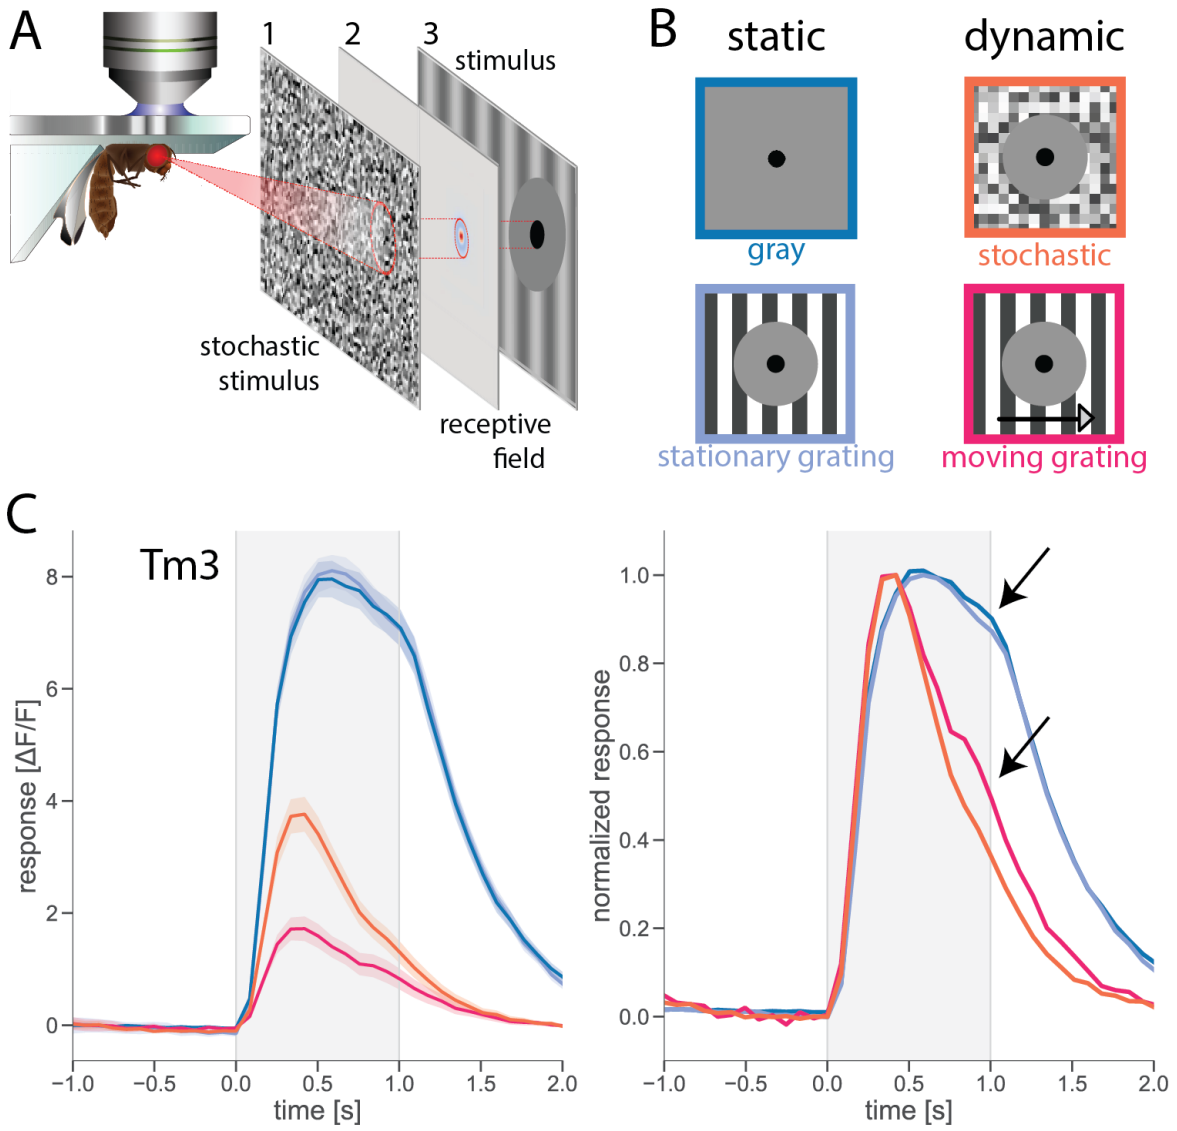 A
1
2
3
stimulus
stochastic
stimulus
receptive
field
B
static
dynamic
gray
stochastic
stationary grating
moving grating
C
Tm3
response [ΔF/F]
8
6
4
2
0
−1.0
−0.5
0.0
0.5
1.0
1.5
2.0
time [s]
normalized response
1.0
0.8
0.6
0.4
0.2
0.0
−1.0
−0.5
0.0
0.5
1.0
1.5
2.0
time [s]